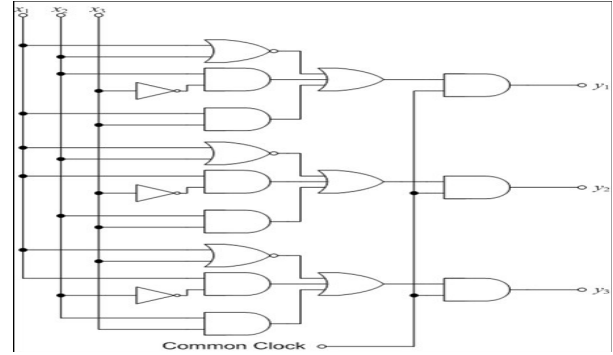 x₁ x₂ x₃
y₁
y₂
y₃
Common Clock